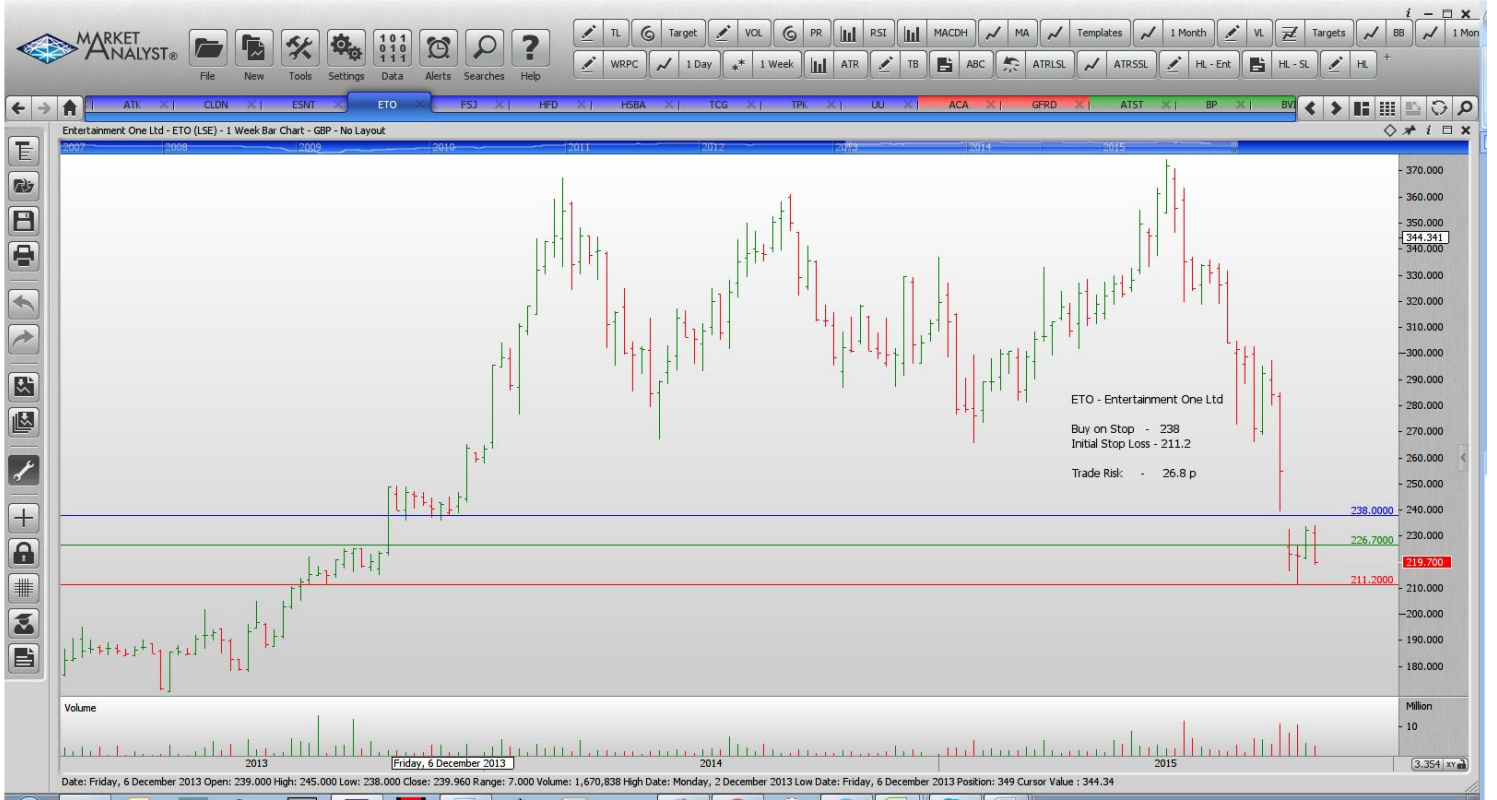 MARKET
ANALYST®
File New Tools Settings Data Alerts Searches Help
TL Target VOL PR RSI MACDH MA Templates 1 Month VL Targets BB 1 Mon
WRPC 1 Day 1 Week ATR TB ABC ATRLSL ATRSSL HL - Ent HL - SL HL +
ATK CLDN ESNT ETO FSJ HFD HSBA TCG TPK UU ACA GFRD ATST BP
Entertainment One Ltd - ETO (LSE) - 1 Week Bar Chart - GBP - No Layout
2007 2008 2009 2010 2011 2012 2013 2014 2015
370.000
360.000
350.000
344.341
340.000
330.000
320.000
310.000
300.000
290.000
280.000
ETO - Entertainment One Ltd
Buy on Stop - 238
Initial Stop Loss - 211.2
Trade Risk - 26.8 p
270.000
260.000
250.000
240.000
238.0000
230.000
226.7000
219.700
211.2000
210.000
200.000
190.000
180.000
Volume
Million
10
2013 Friday, 6 December 2013 2014 2015
3.354 XY
Date: Friday, 6 December 2013 Open: 239.000 High: 245.000 Low: 238.000 Close: 239.960 Range: 7.000 Volume: 1,670,838 High Date: Monday, 2 December 2013 Low Date: Friday, 6 December 2013 Position: 349 Cursor Value : 344.34